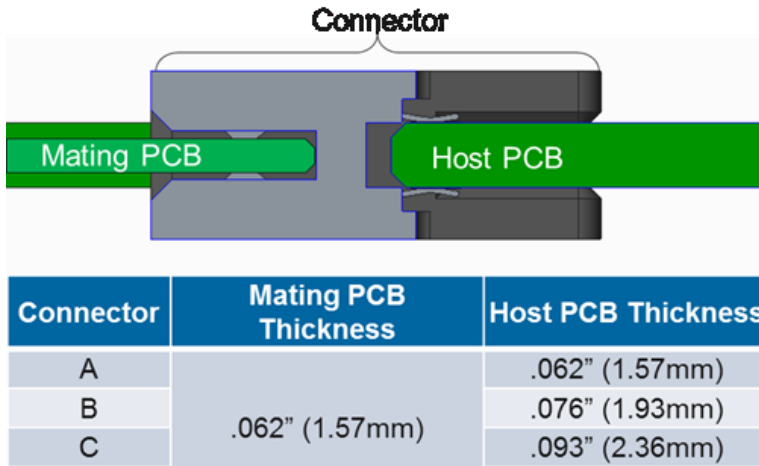 Connector
Mating PCB
Host PCB
Connector
Mating PCB
Thickness
Host PCB Thickness
A
.062” (1.57mm)
.062” (1.57mm)
B
.076” (1.93mm)
C
.093” (2.36mm)